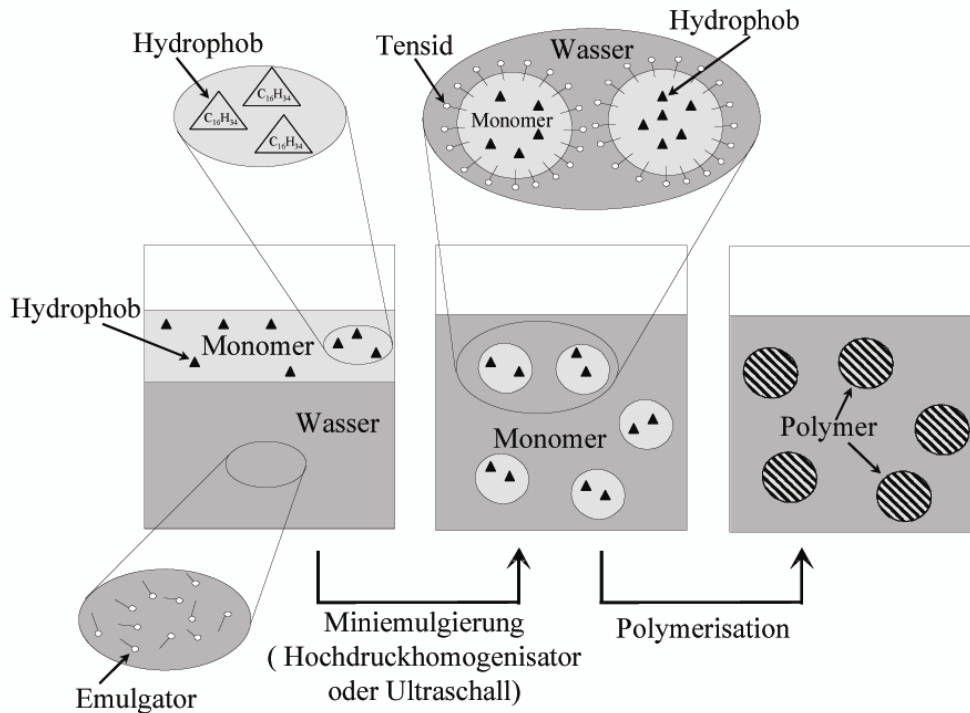 Hydrophob
C16H34
C16H34
C16H34
Tensid
Wasser
Hydrophob
Monomer
Hydrophob
Monomer
Wasser
Emulgator
Monomer
Polymer
Miniemulgierung
( Hochdruckhomogenisator
oder Ultraschall)
Polymerisation